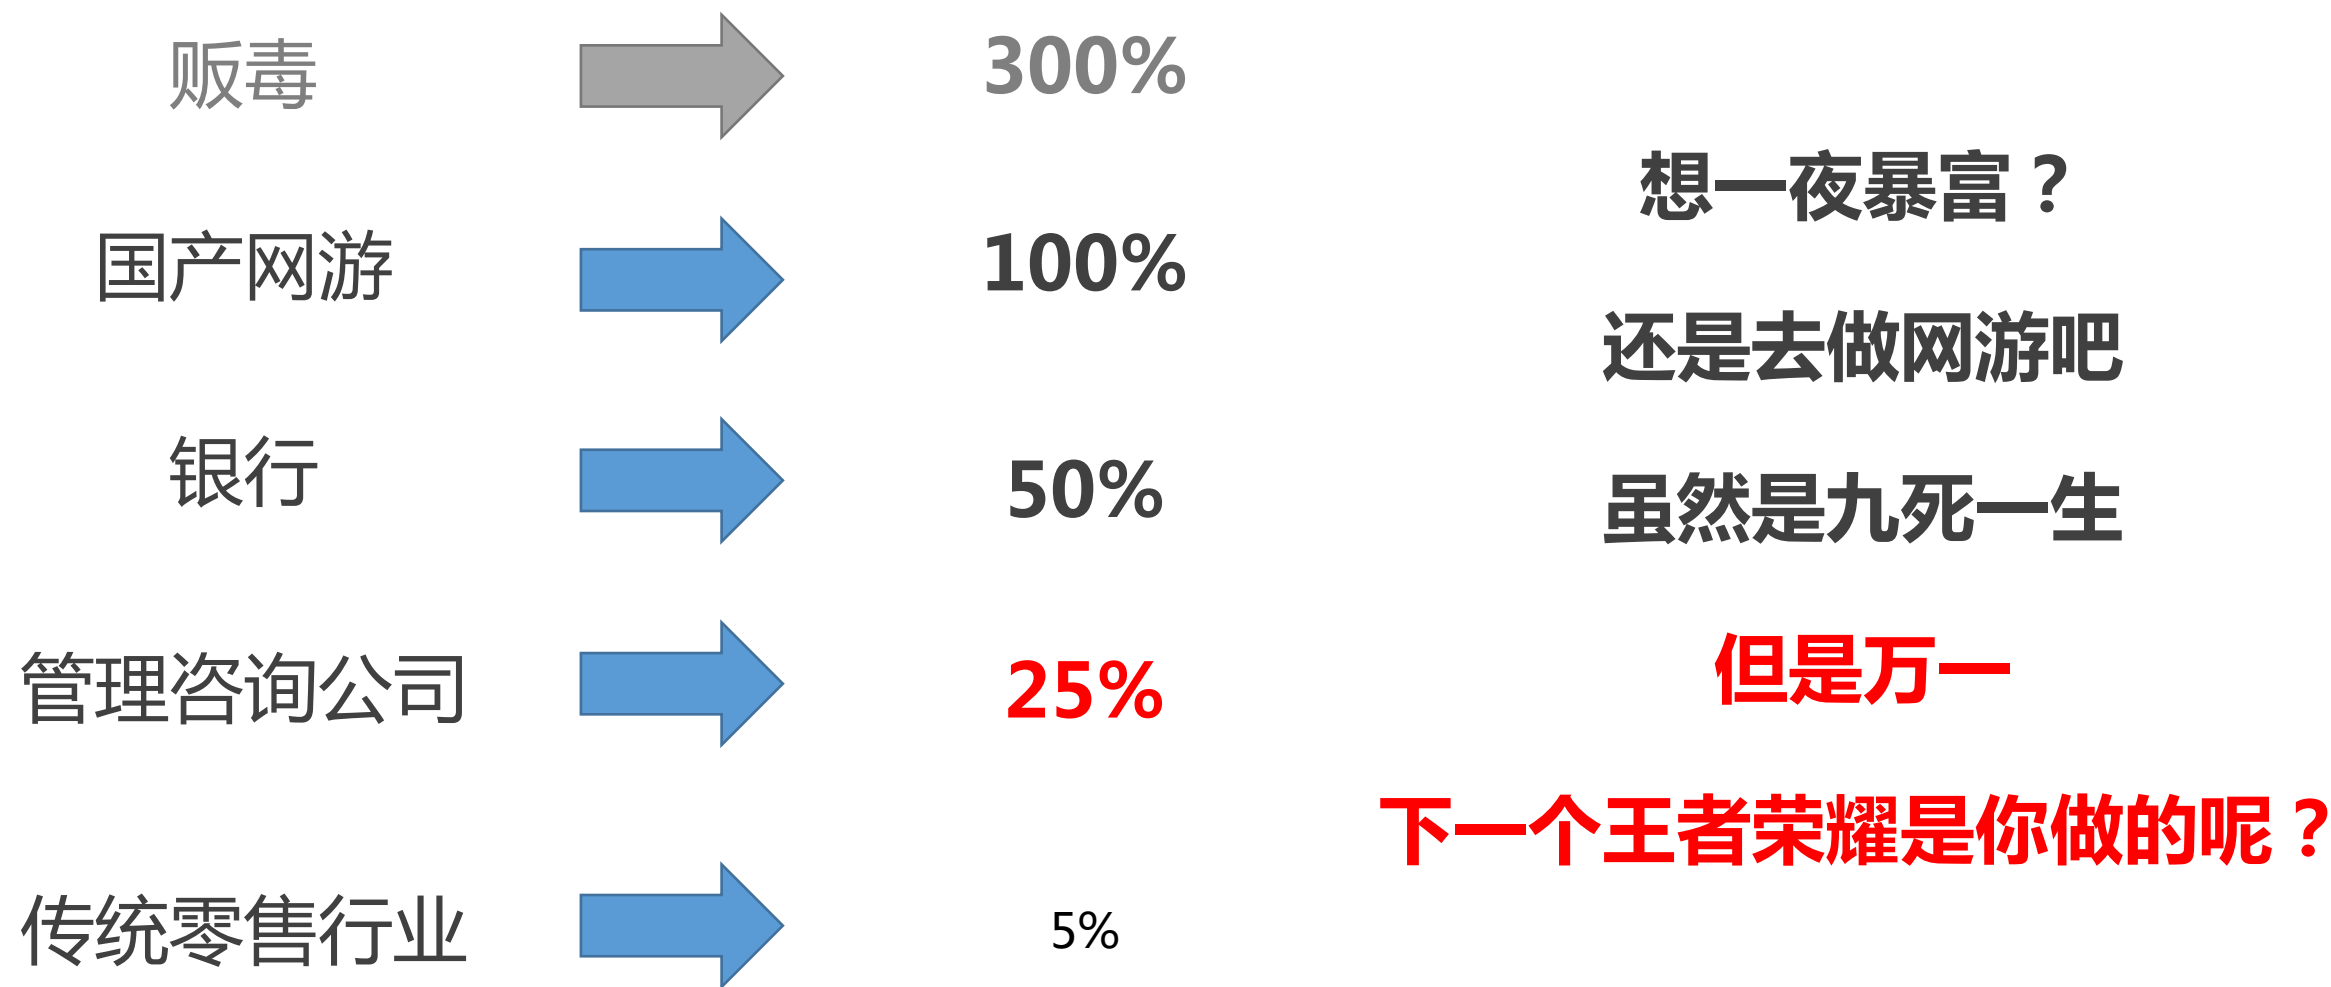 贩毒
300%
国产网游
100%
银行
50%
管理咨询公司
25%
传统零售行业
5%
想一夜暴富？
还是去做网游吧
虽然是九死一生
但是万一
下一个王者荣耀是你做的呢？